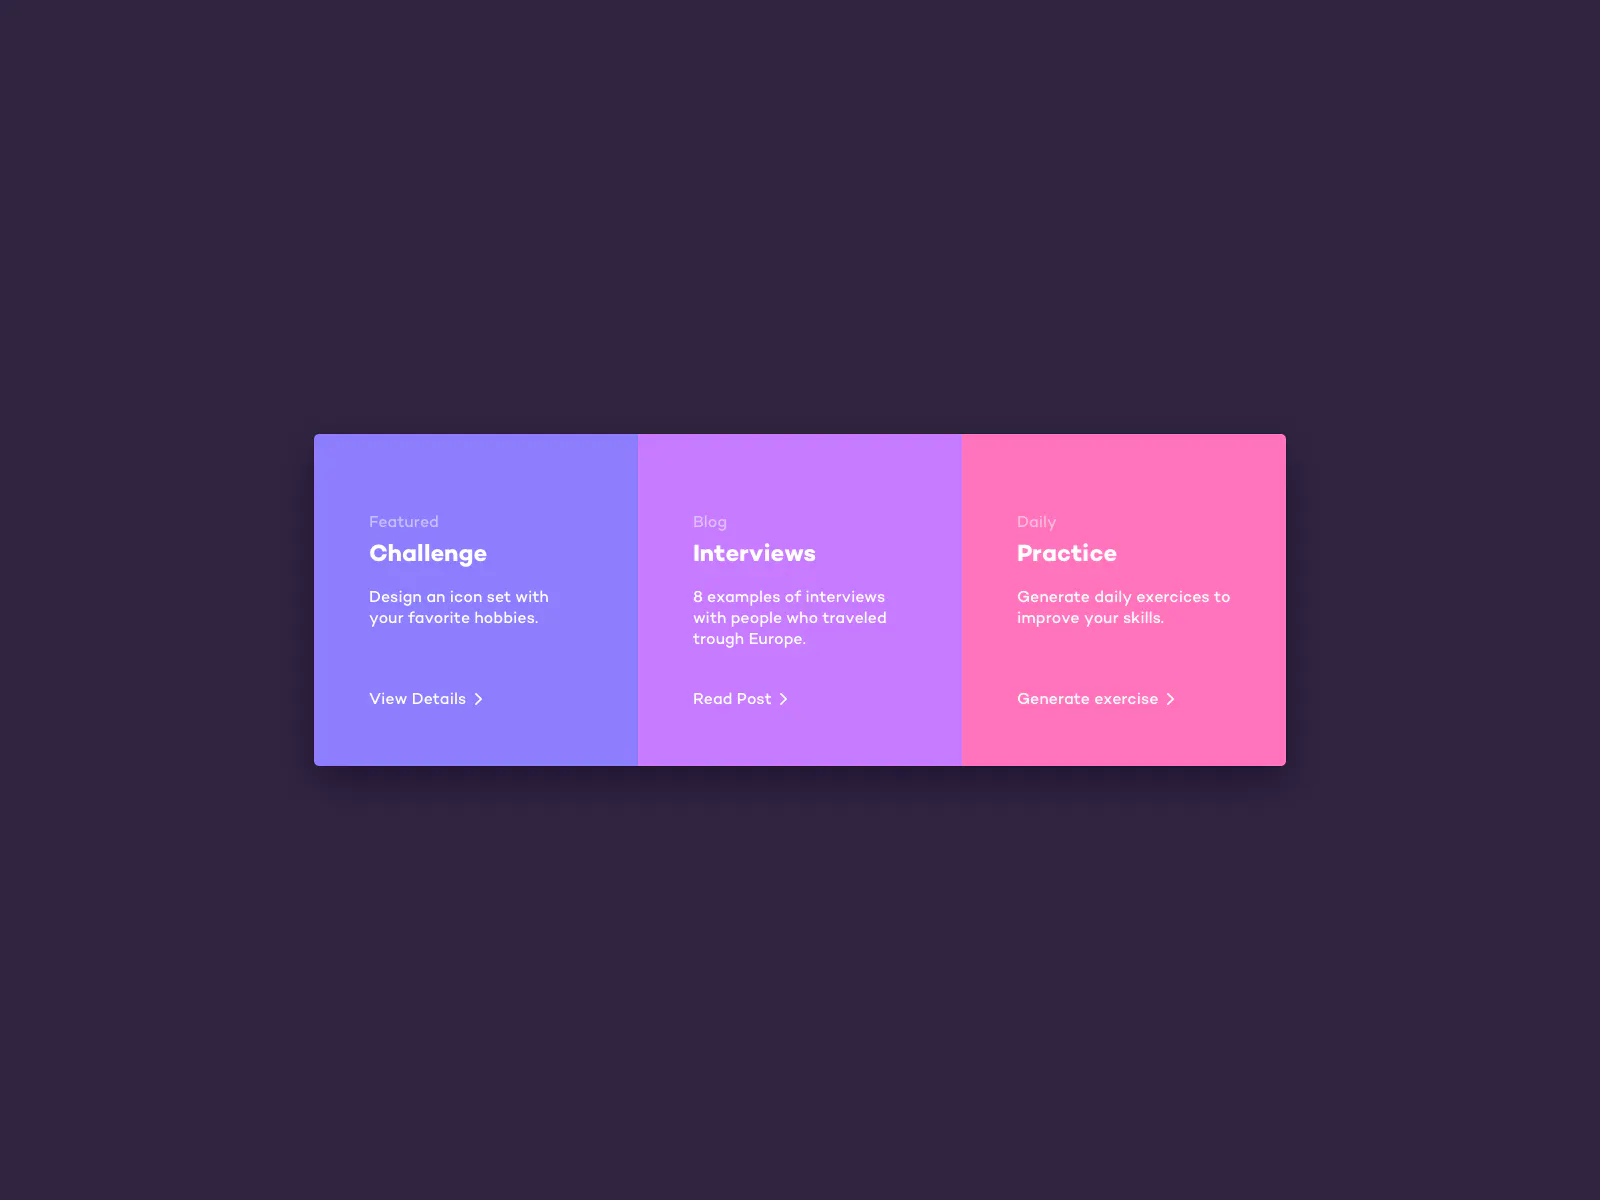 Featured
Challenge
Design an icon set with
your favorite hobbies.
View Details
Blog
Interviews
8 examples of interviews
with people who traveled
trough Europe.
Read Post
Daily
Practice
Generate daily exercices to
improve your skills.
Generate exercise